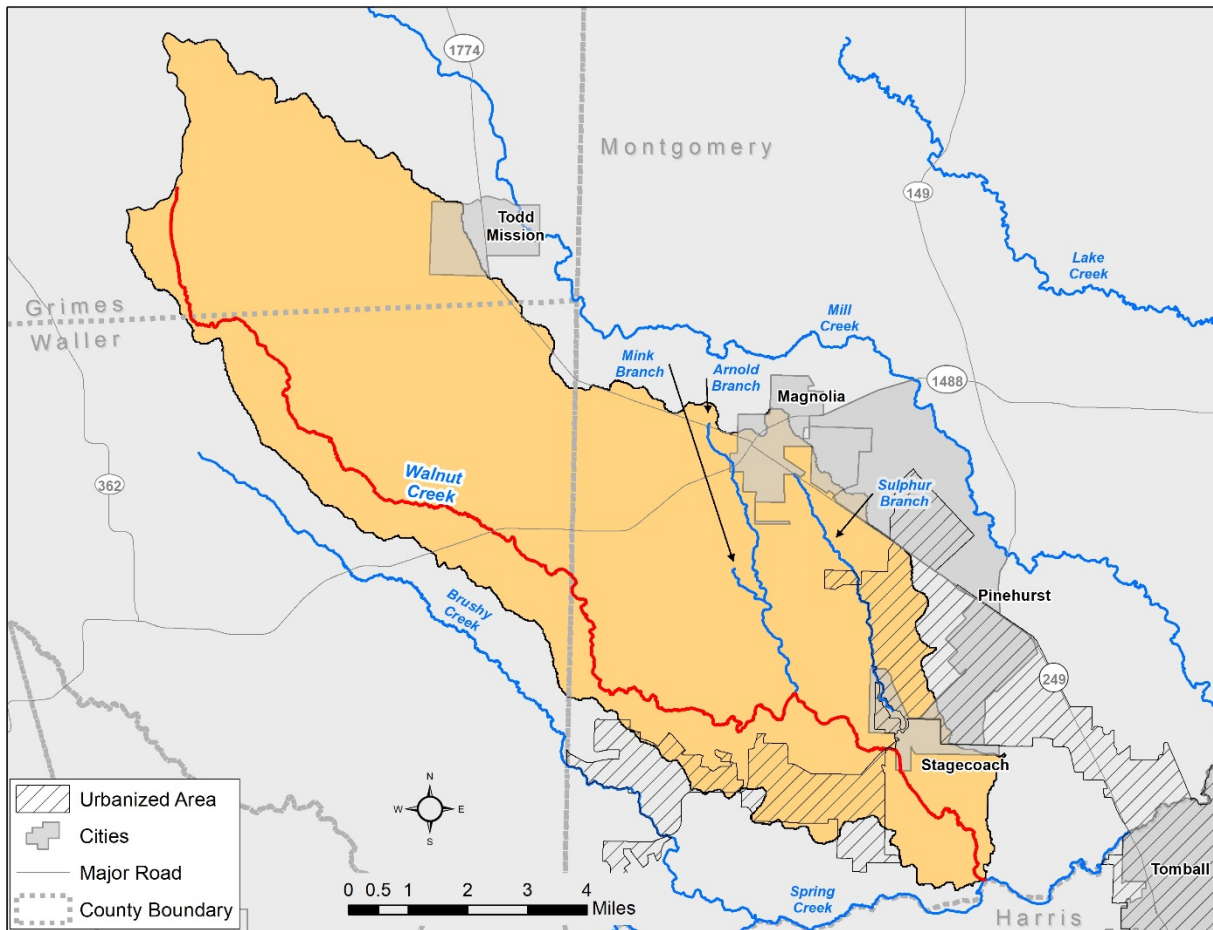 1774
Montgomery
149
Todd
Mission
Lake
Creek
Grimes
Waller
Mill
Creek
Mink
Branch
Arnold
Branch
1488
Magnolia
Walnut
Creek
362
Sulphur
Branch
Brushy
Creek
Pinehurst
249
Stagecoach
Urbanized Area
Cities
Major Road
County Boundary
N
W
E
S
0 0.5 1 2 3 4
Miles
Spring
Creek
Harris
Tomball